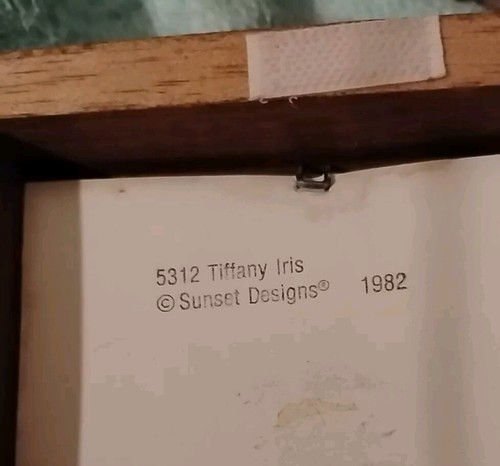 5312 Tiffany Iris
© Sunset Designs® 1982